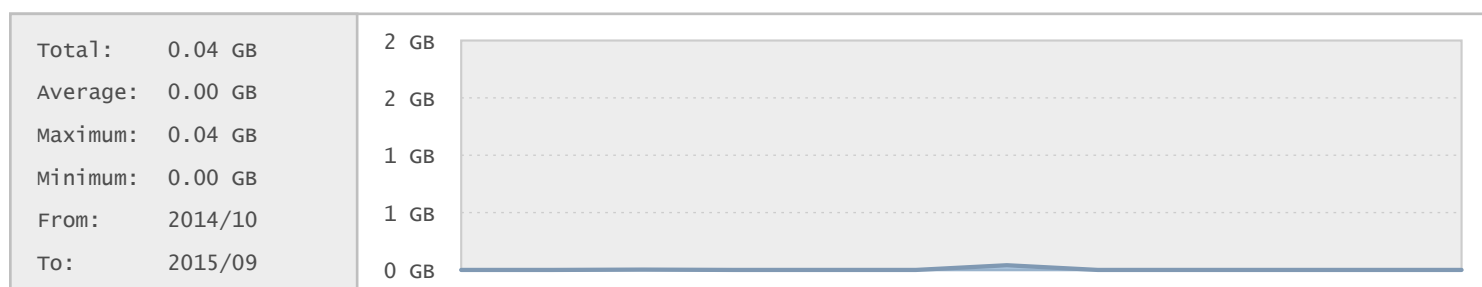 Total: 0.04 GB
Average: 0.00 GB
Maximum: 0.04 GB
Minimum: 0.00 GB
From: 2014/10
To: 2015/09
2 GB
2 GB
1 GB
1 GB
0 GB